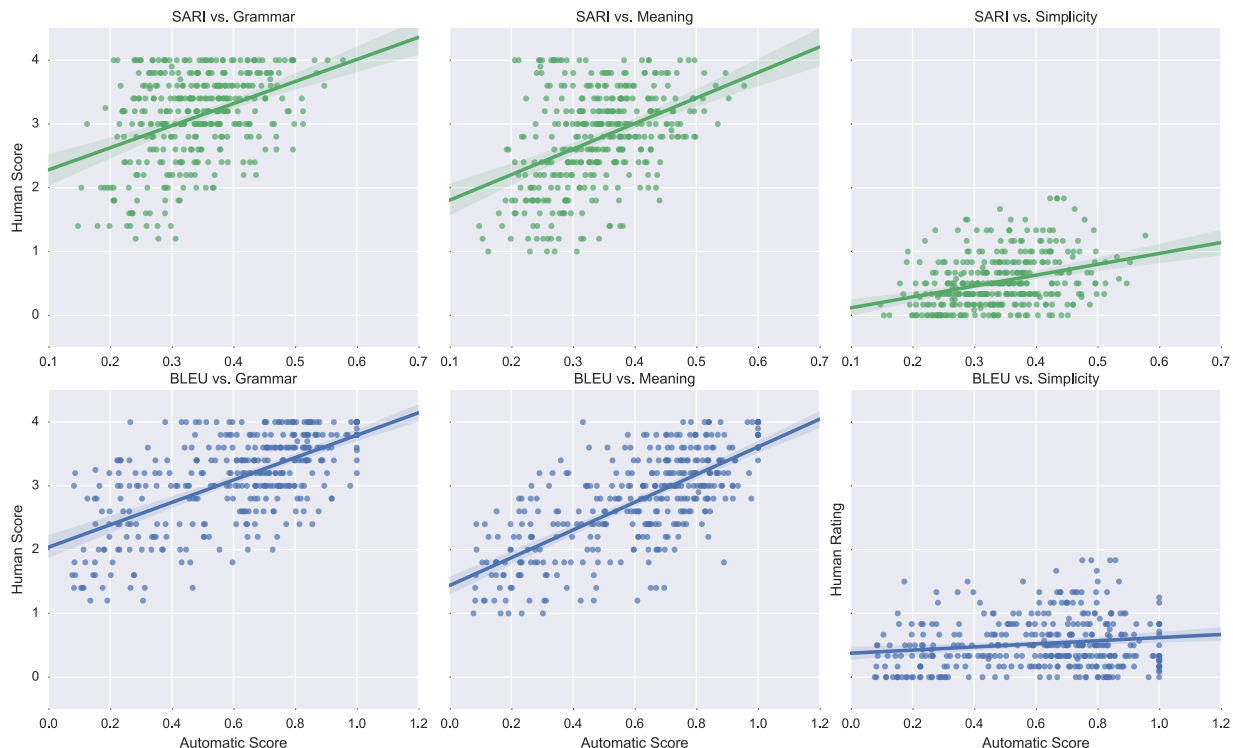 SARI vs. Grammar
SARI vs. Meaning
SARI vs. Simplicity
Human Score
4
3
2
1
0
0.1 0.2 0.3 0.4 0.5 0.6 0.7
0.1 0.2 0.3 0.4 0.5 0.6 0.7
0.1 0.2 0.3 0.4 0.5 0.6 0.7
BLEU vs. Grammar
BLEU vs. Meaning
BLEU vs. Simplicity
Human Score
4
3
2
1
0
Human Rating
0.0 0.2 0.4 0.6 0.8 1.0 1.2
0.0 0.2 0.4 0.6 0.8 1.0 1.2
0.0 0.2 0.4 0.6 0.8 1.0 1.2
Automatic Score
Automatic Score
Automatic Score